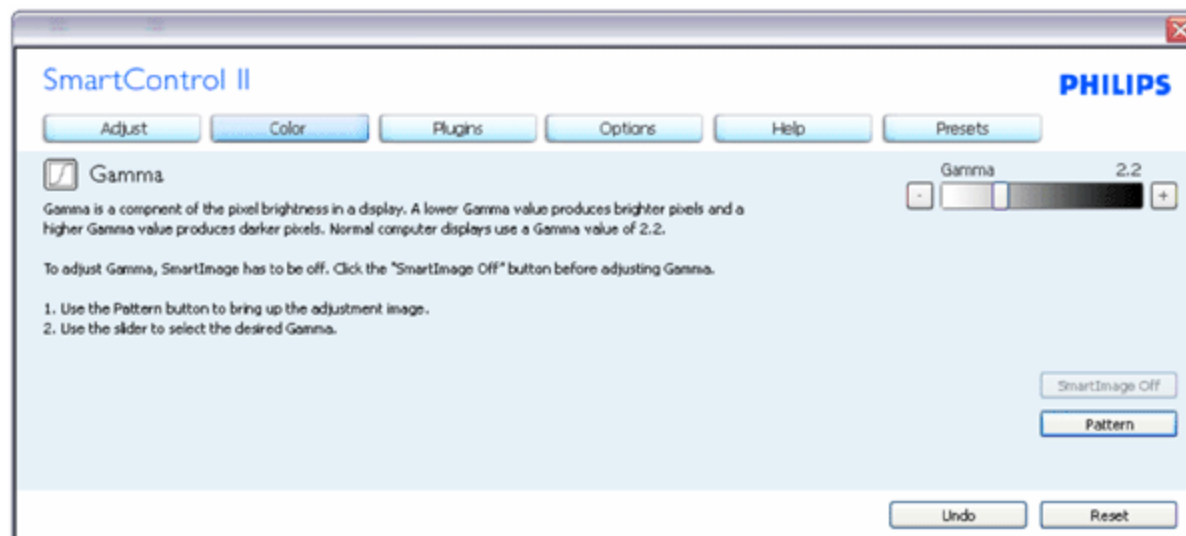 SmartControl II
PHILIPS
Adjust
Color
Plugins
Options
Help
Presets
Gamma
Gamma 2.2
- +
Gamma is a compnent of the pixel brightness in a display. A lower Gamma value produces brighter pixels and a
higher Gamma value produces darker pixels. Normal computer displays use a Gamma value of 2.2.
To adjust Gamma, SmartImage has to be off. Click the "SmartImage Off" button before adjusting Gamma.
1. Use the Pattern button to bring up the adjustment image.
2. Use the slider to select the desired Gamma.
SmartImage Off
Pattern
Undo
Reset